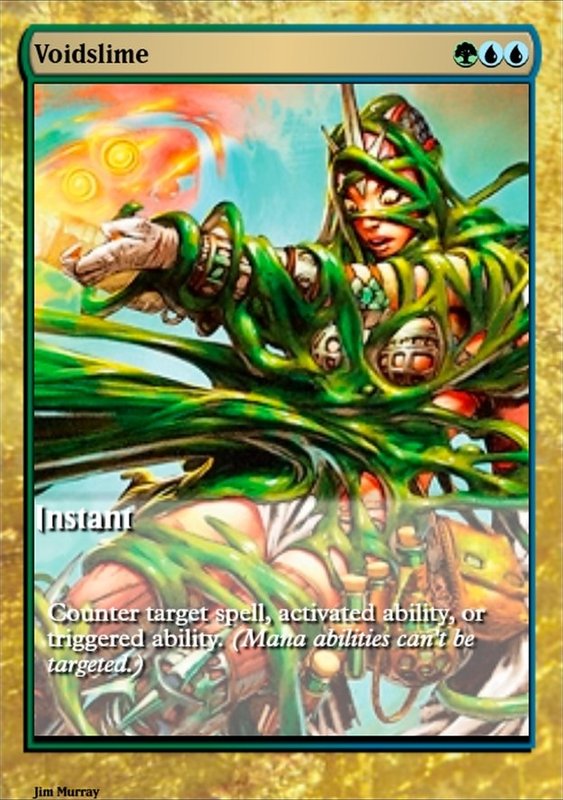 Voidslime
Instant
Counter target spell, activated ability, or
triggered ability. (Mana abilities can't be
targeted.)
Jim Murray